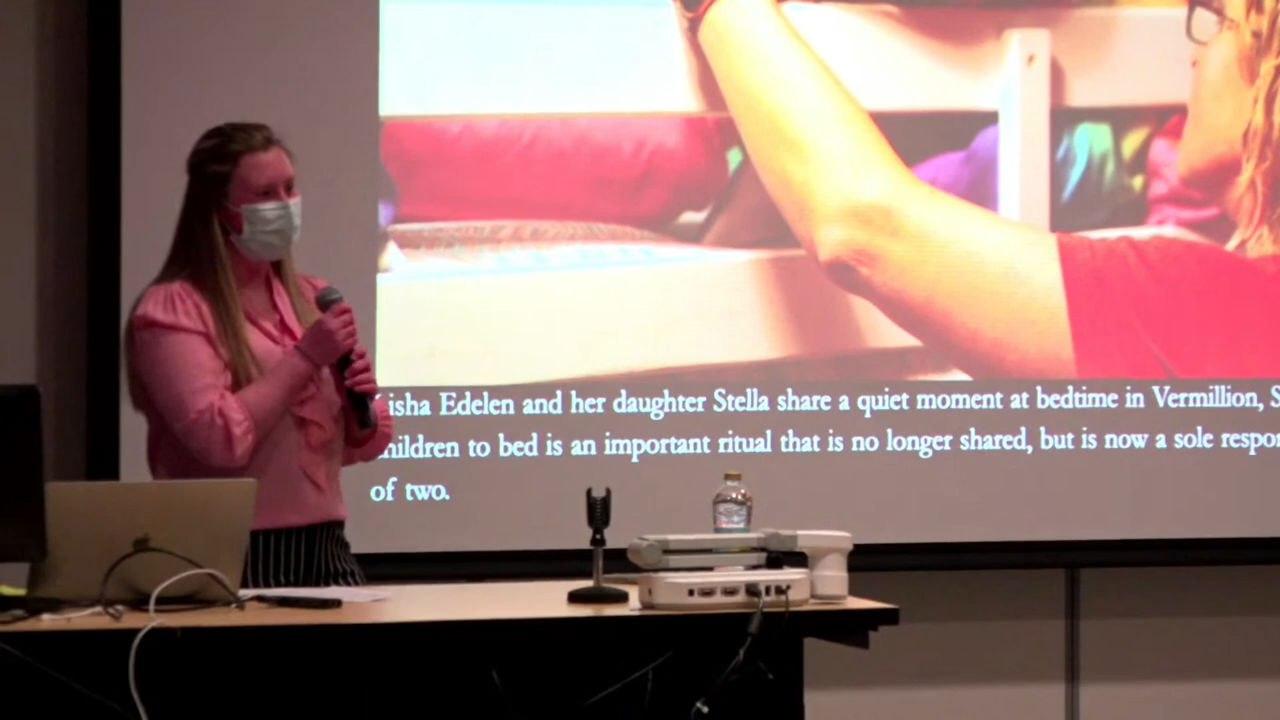 isha Edelen and her daughter Stella share a quiet moment at bedtime in Vermillion, S
hildren to bed is an important ritual that is no longer shared, but is now a sole respon
of two.